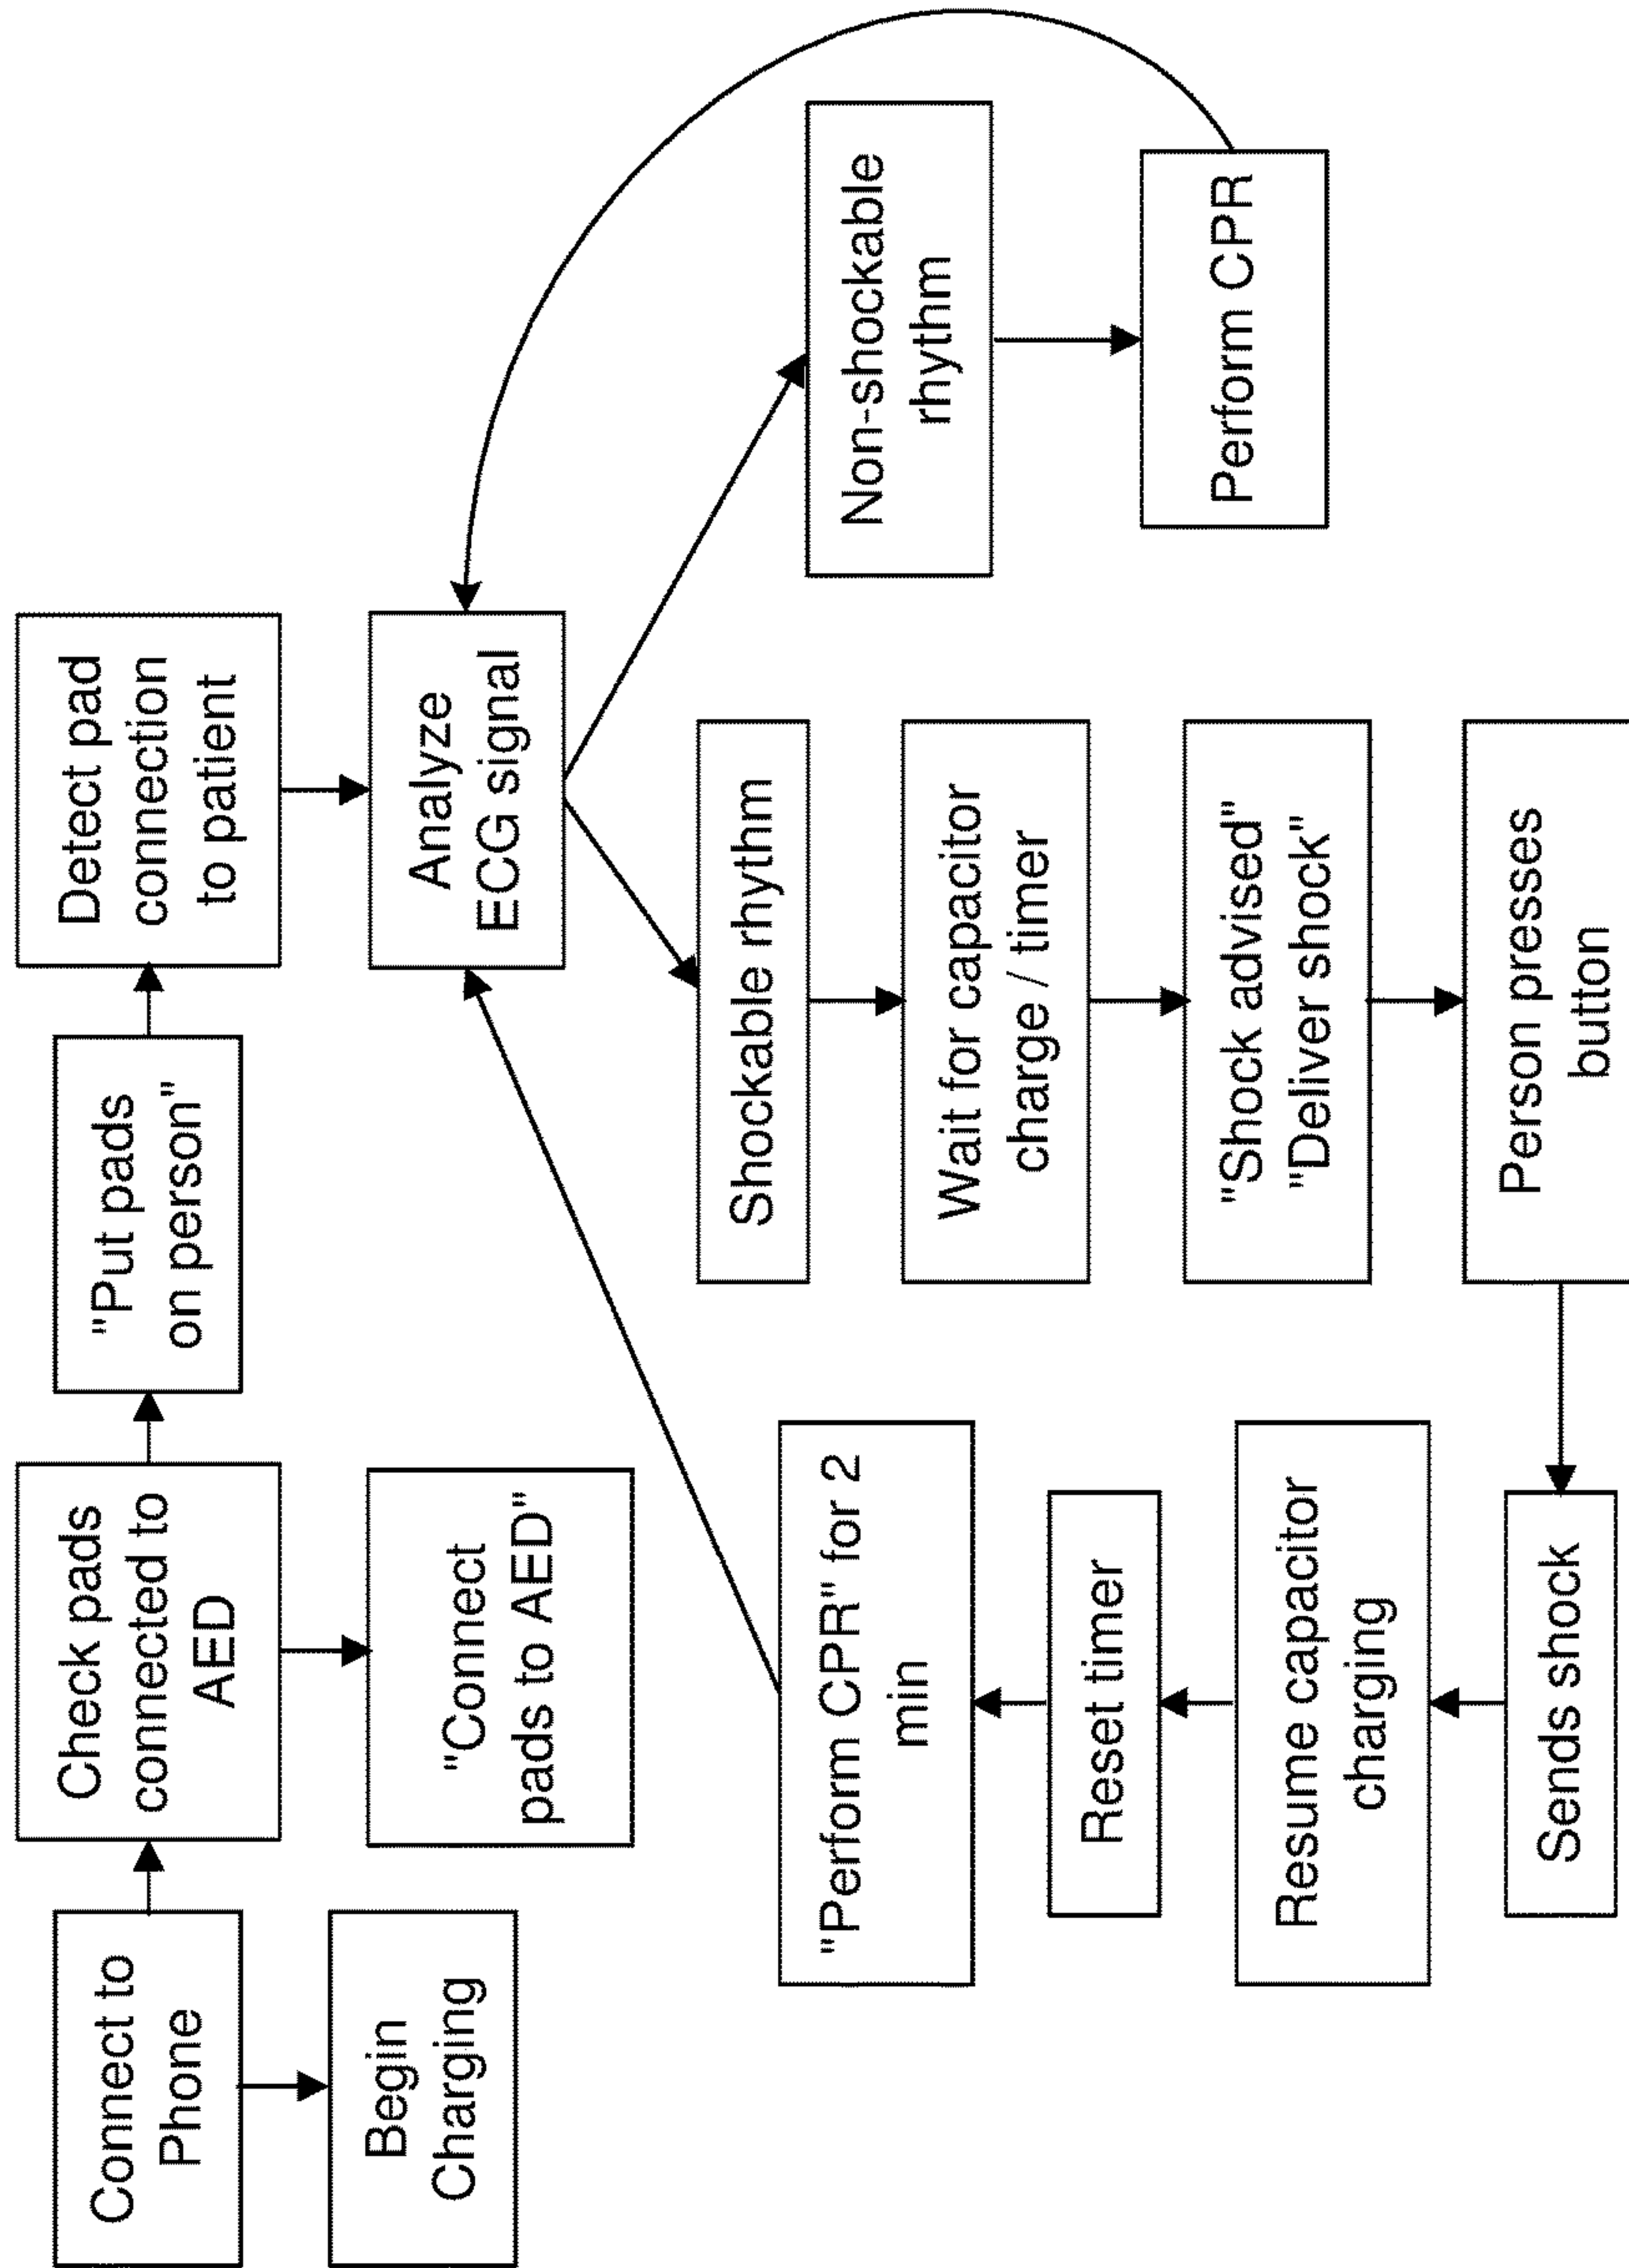 Connect to
Phone
Begin
Charging
Check pads
connected to
AED
"Connect
pads to AED"
"Put pads
on person"
Detect pad
connection
to patient
Analyze
ECG signal
Shockable rhythm
Wait for capacitor
charge / timer
"Shock advised"
"Deliver shock"
Person presses
button
Sends shock
Resume capacitor
charging
Reset timer
"Perform CPR" for 2
min
Non-shockable
rhythm
Perform CPR